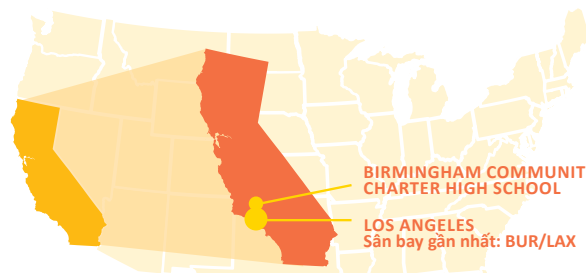 BIRMINGHAM COMMUNIT
CHARTER HIGH SCHOOL
LOS ANGELES
Sân bay gần nhất: BUR/LAX